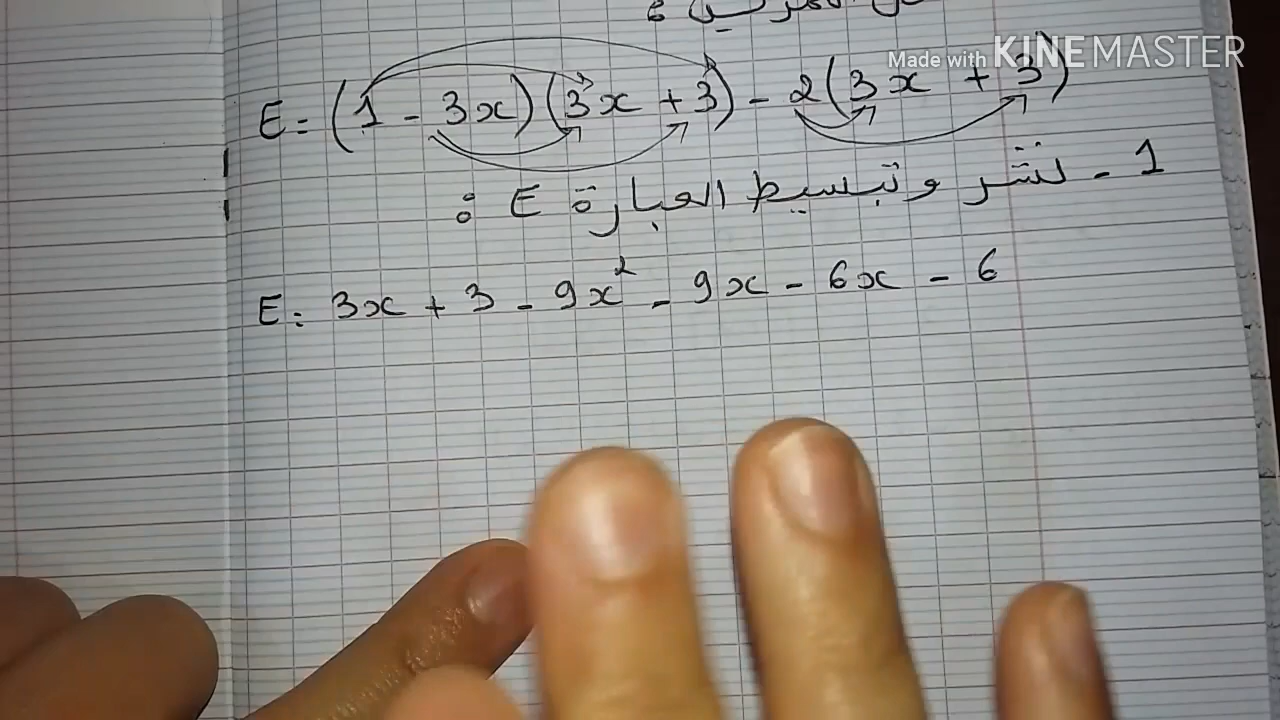 Made with KINEMASTER
E = (1 - 3x)(3x + 3) - 2(3x + 3)
1 - نشر و تبسيط العبارة E :
E = 3x + 3 - 9x² - 9x - 6x - 6